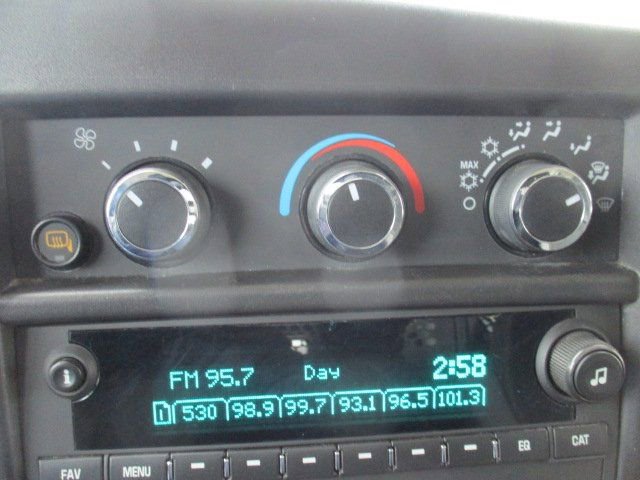 MAX
FM 95.7 Day 2:58
1 530 98.9 99.7 93.1 96.5 101.3
i
FAV MENU EQ CAT